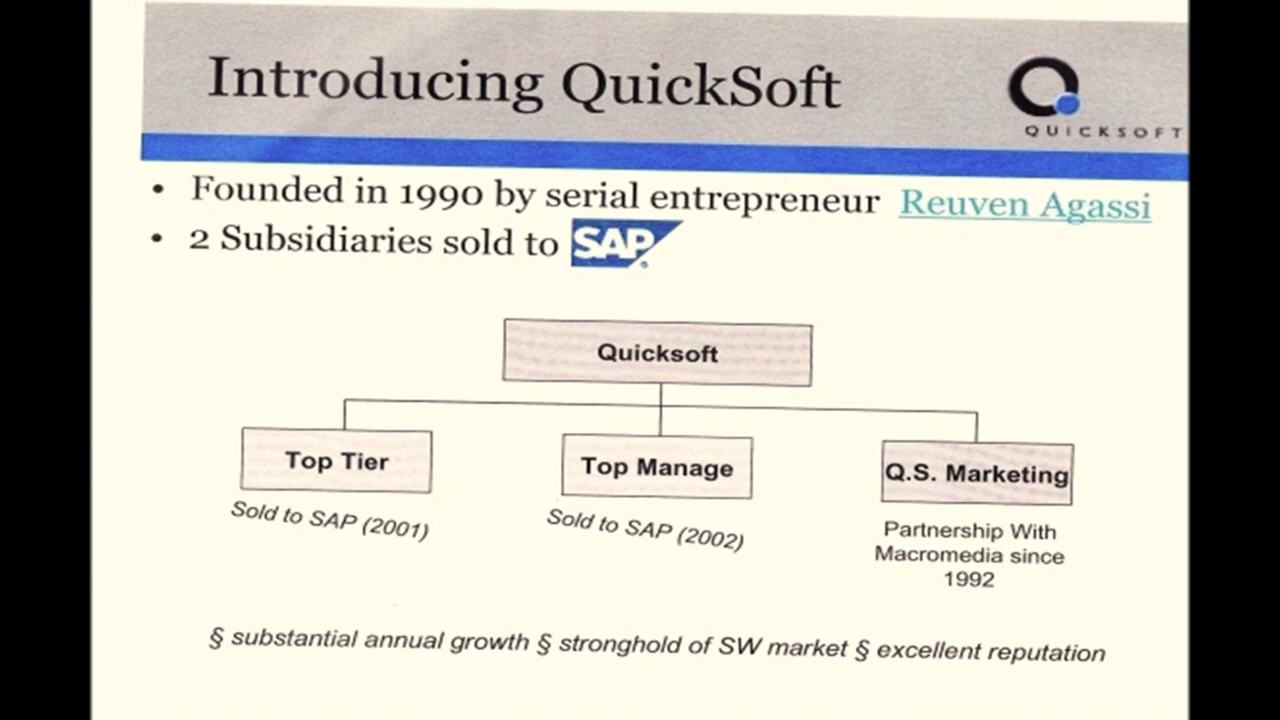 Introducing QuickSoft
QUICKSOFT
• Founded in 1990 by serial entrepreneur Reuven Agassi
• 2 Subsidiaries sold to SAP®
Quicksoft
Top Tier
Top Manage
Q.S. Marketing
Sold to SAP (2001)
Sold to SAP (2002)
Partnership With
Macromedia since
1992
§ substantial annual growth § stronghold of SW market § excellent reputation